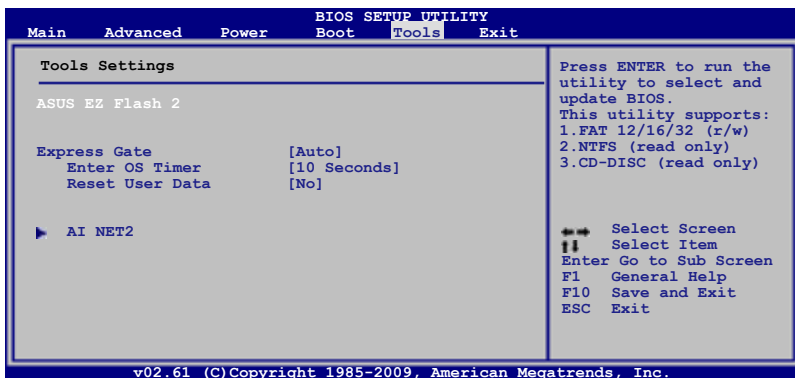 BIOS SETUP UTILITY
Main Advanced Power Boot Tools Exit
Tools Settings
ASUS EZ Flash 2
Express Gate [Auto]
Enter OS Timer [10 Seconds]
Reset User Data [No]
AI NET2
Press ENTER to run the
utility to select and
update BIOS.
This utility supports:
1.FAT 12/16/32 (r/w)
2.NTFS (read only)
3.CD-DISC (read only)
Select Screen
Select Item
Enter Go to Sub Screen
F1 General Help
F10 Save and Exit
ESC Exit
v02.61 (C)Copyright 1985-2009, American Megatrends, Inc.